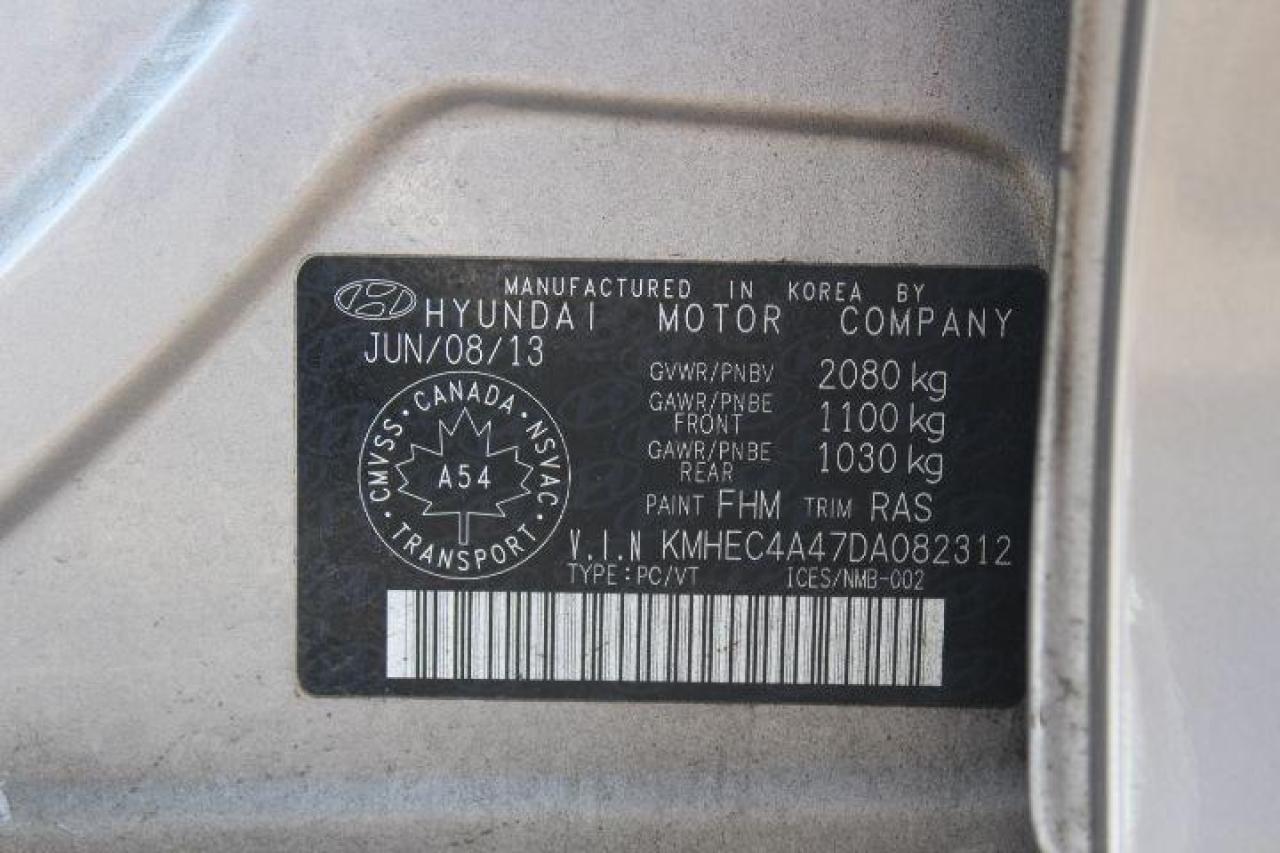 MANUFACTURED IN KOREA BY
HYUNDAI MOTOR COMPANY
JUN/08/13
GVWR/PNBV 2080 kg
GAWR/PNBE FRONT 1100 kg
GAWR/PNBE REAR 1030 kg
CMVSS · CANADA · NSVAC · TRANSPORT ·
A54
PAINT FHM TRIM RAS
V.I.N KMHEC4A47DA082312
TYPE : PC/VT ICES/NMB-002